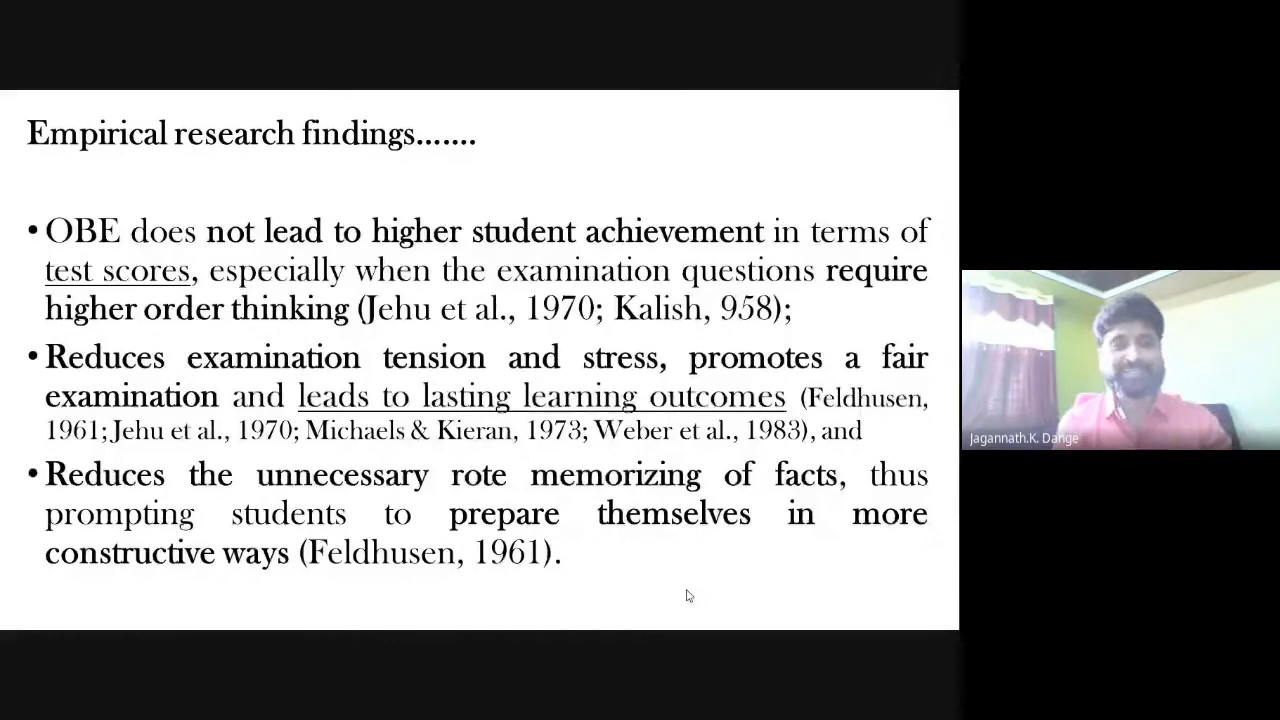 Empirical research findings.......
• OBE does not lead to higher student achievement in terms of
test scores, especially when the examination questions require
higher order thinking (Jehu et al., 1970; Kalish, 958);
• Reduces examination tension and stress, promotes a fair
examination and leads to lasting learning outcomes (Feldhusen,
1961; Jehu et al., 1970; Michaels & Kieran, 1973; Weber et al., 1983), and
• Reduces the unnecessary rote memorizing of facts, thus
prompting students to prepare themselves in more
constructive ways (Feldhusen, 1961).
Jagannath.K. Dange